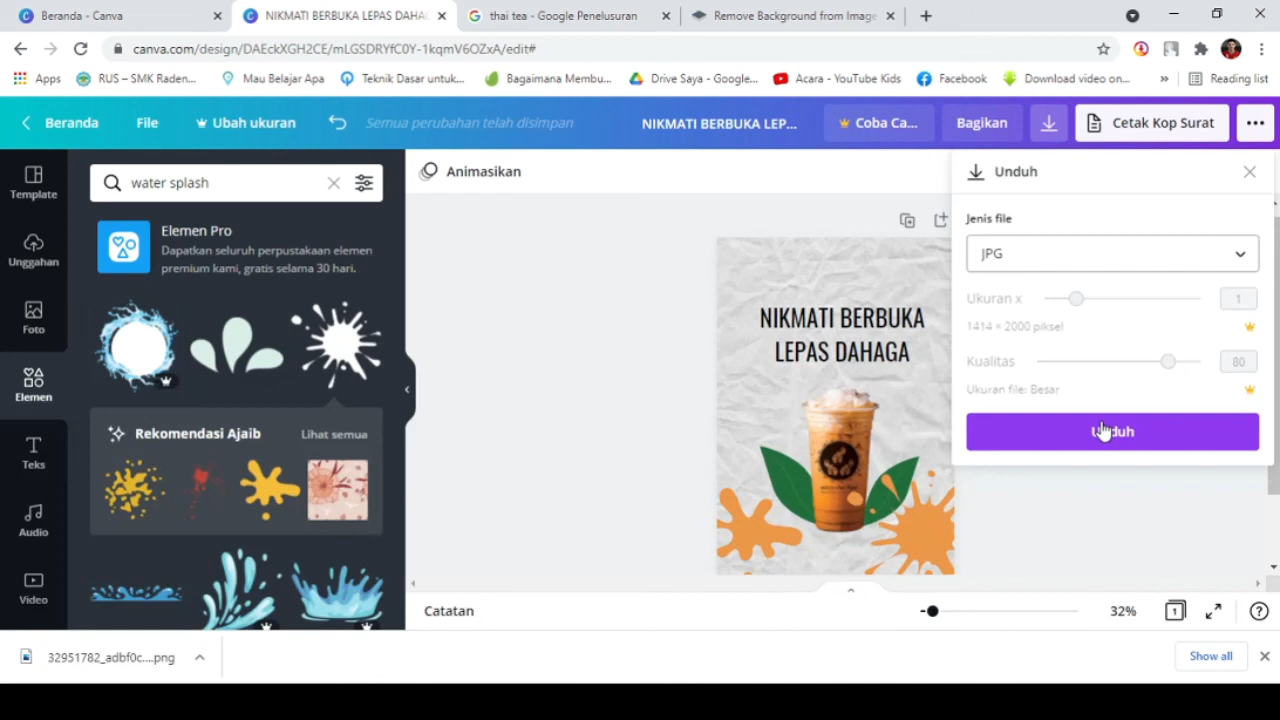 Beranda - Canva
NIKMATI BERBUKA LEPAS DAHAG
thai tea - Google Penelusuran
Remove Background from Image
canva.com/design/DAEckXGH2CE/mLGSDRYfC0Y-1kqmV6OZxA/edit#
Apps
RUS – SMK Raden...
Mau Belajar Apa
Teknik Dasar untuk...
Bagaimana Membu...
Drive Saya - Google...
Acara - YouTube Kids
Facebook
Download video on...
»
Reading list
Beranda
File
Ubah ukuran
Semua perubahan telah disimpan
NIKMATI BERBUKA LEP...
Coba Ca...
Bagikan
Cetak Kop Surat
Template
Unggahan
Foto
Elemen
Teks
Audio
Video
water splash
Elemen Pro
Dapatkan seluruh perpustakaan elemen
premium kami, gratis selama 30 hari.
Rekomendasi Ajaib
Lihat semua
Animasikan
NIKMATI BERBUKA
LEPAS DAHAGA
Unduh
Jenis file
JPG
Ukuran x
1
1414 × 2000 piksel
Kualitas
80
Ukuran file: Besar
Unduh
Catatan
32%
1
32951782_adbf0c....png
Show all